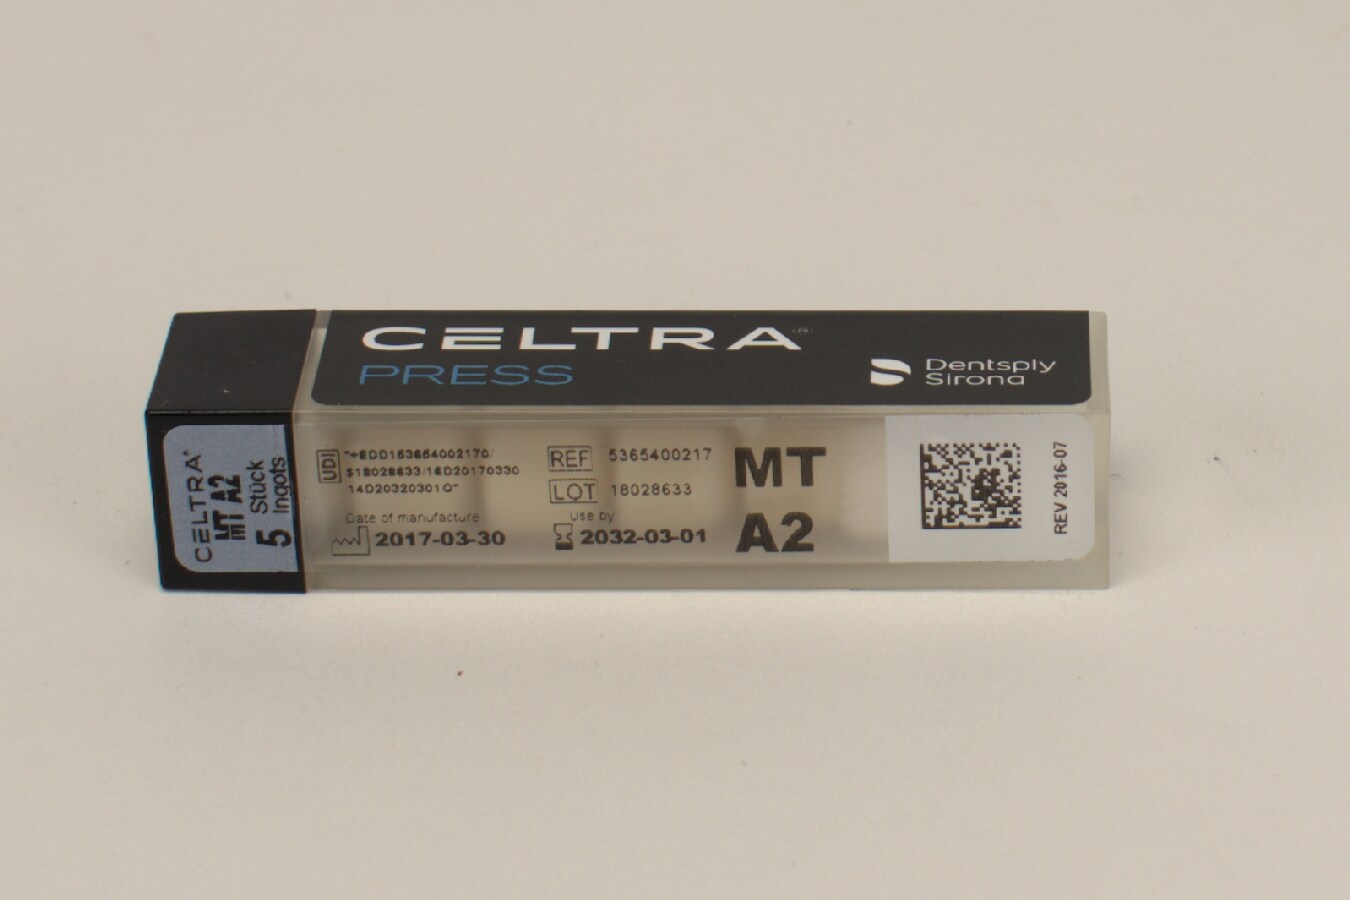 CELTRA®
PRESS
Dentsply
Sirona
CELTRA
MT A2
5 Stück
Ingots
UDI
14D20320301Q"
REF 5365400217
LOT 18028633
Date of manufacture
2017-03-30
use by
2032-03-01
MT
A2
REV 2016-07